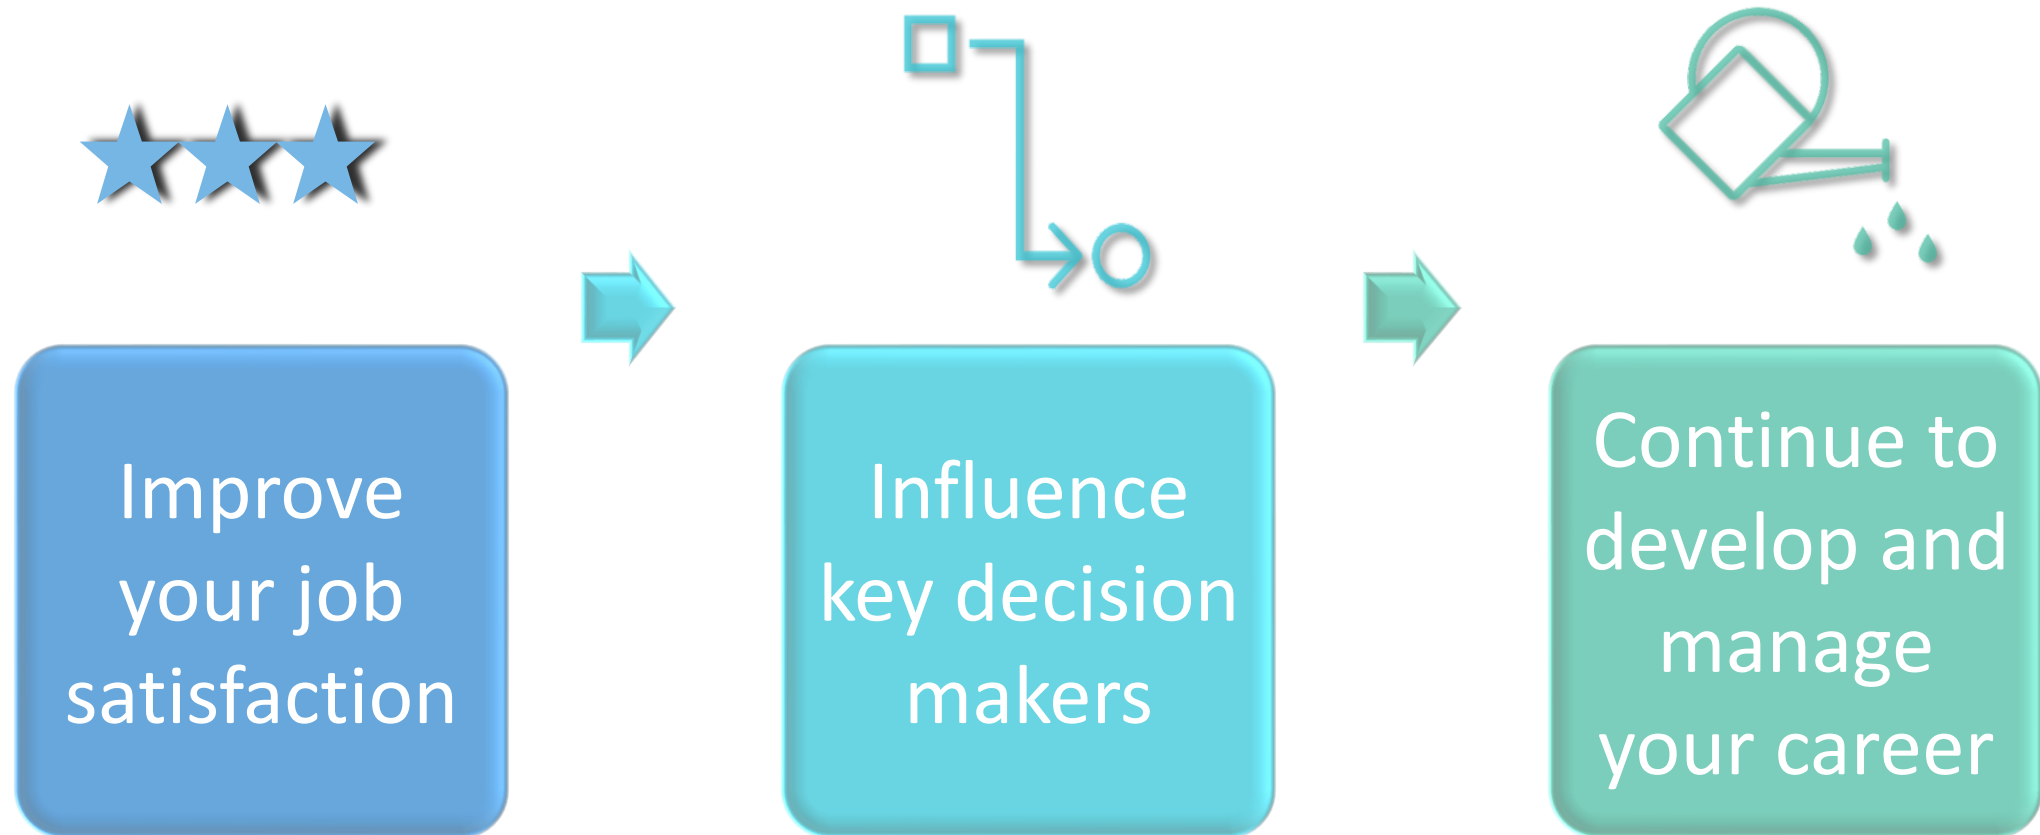 Improve
your job
satisfaction
Influence
key decision
makers
Continue to
develop and
manage
your career